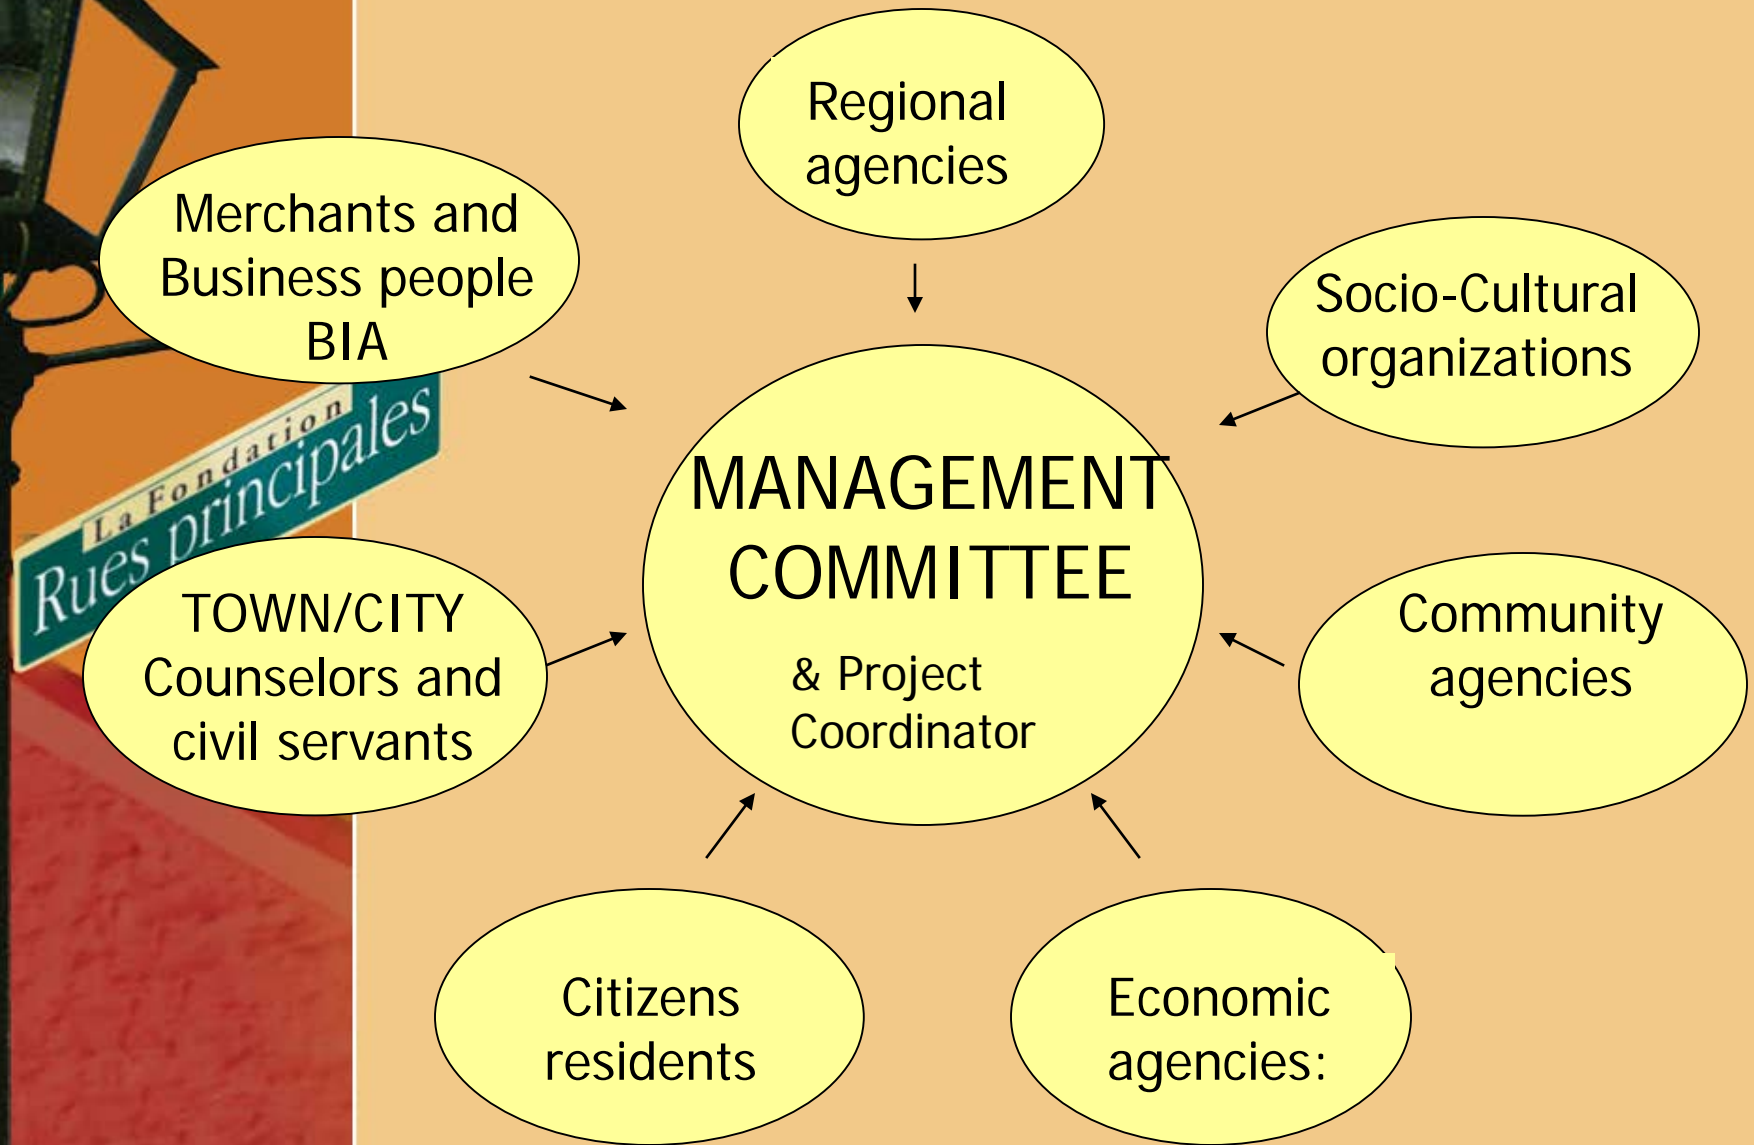 Regional
agencies
Merchants and
Business people
BIA
Socio-Cultural
organizations
La Fondation
Rues principales
MANAGEMENT
COMMITTEE
& Project
Coordinator
TOWN/CITY
Counselors and
civil servants
Community
agencies
Citizens
residents
Economic
agencies: